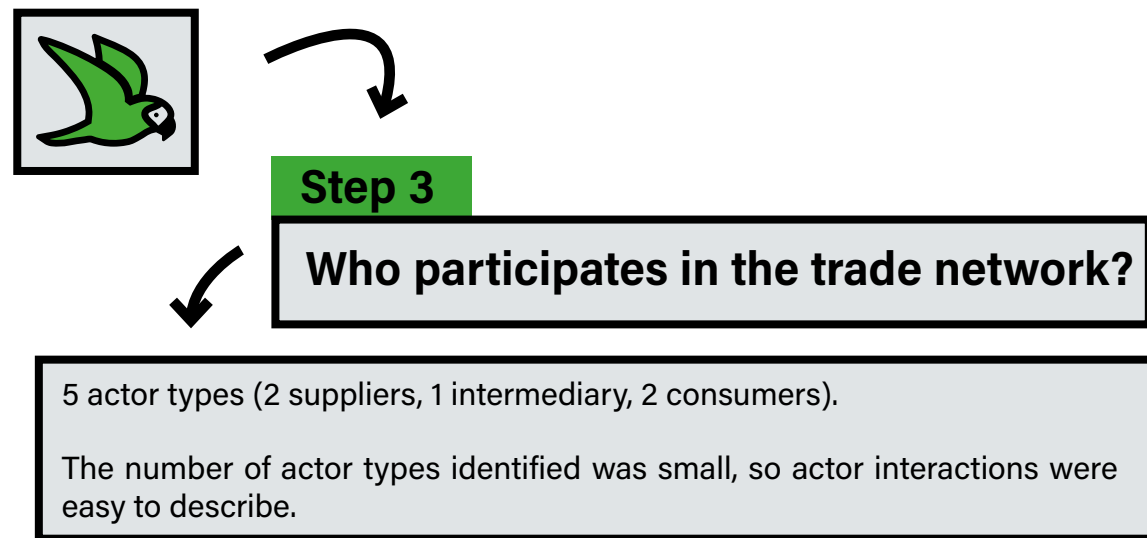 Step 3
Who participates in the trade network?
5 actor types (2 suppliers, 1 intermediary, 2 consumers).
The number of actor types identified was small, so actor interactions were
easy to describe.